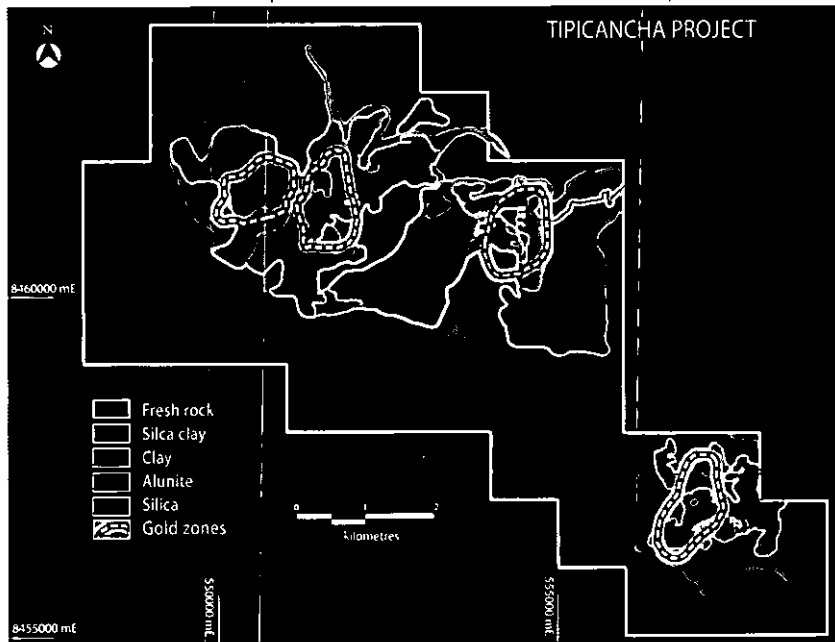 TIPICANCHA PROJECT
N
8460000 mE
Fresh rock
Silca clay
Clay
Alunite
Silica
Gold zones
0 1 2
kilometres
550000 mE
555000 mE
8455000 mE